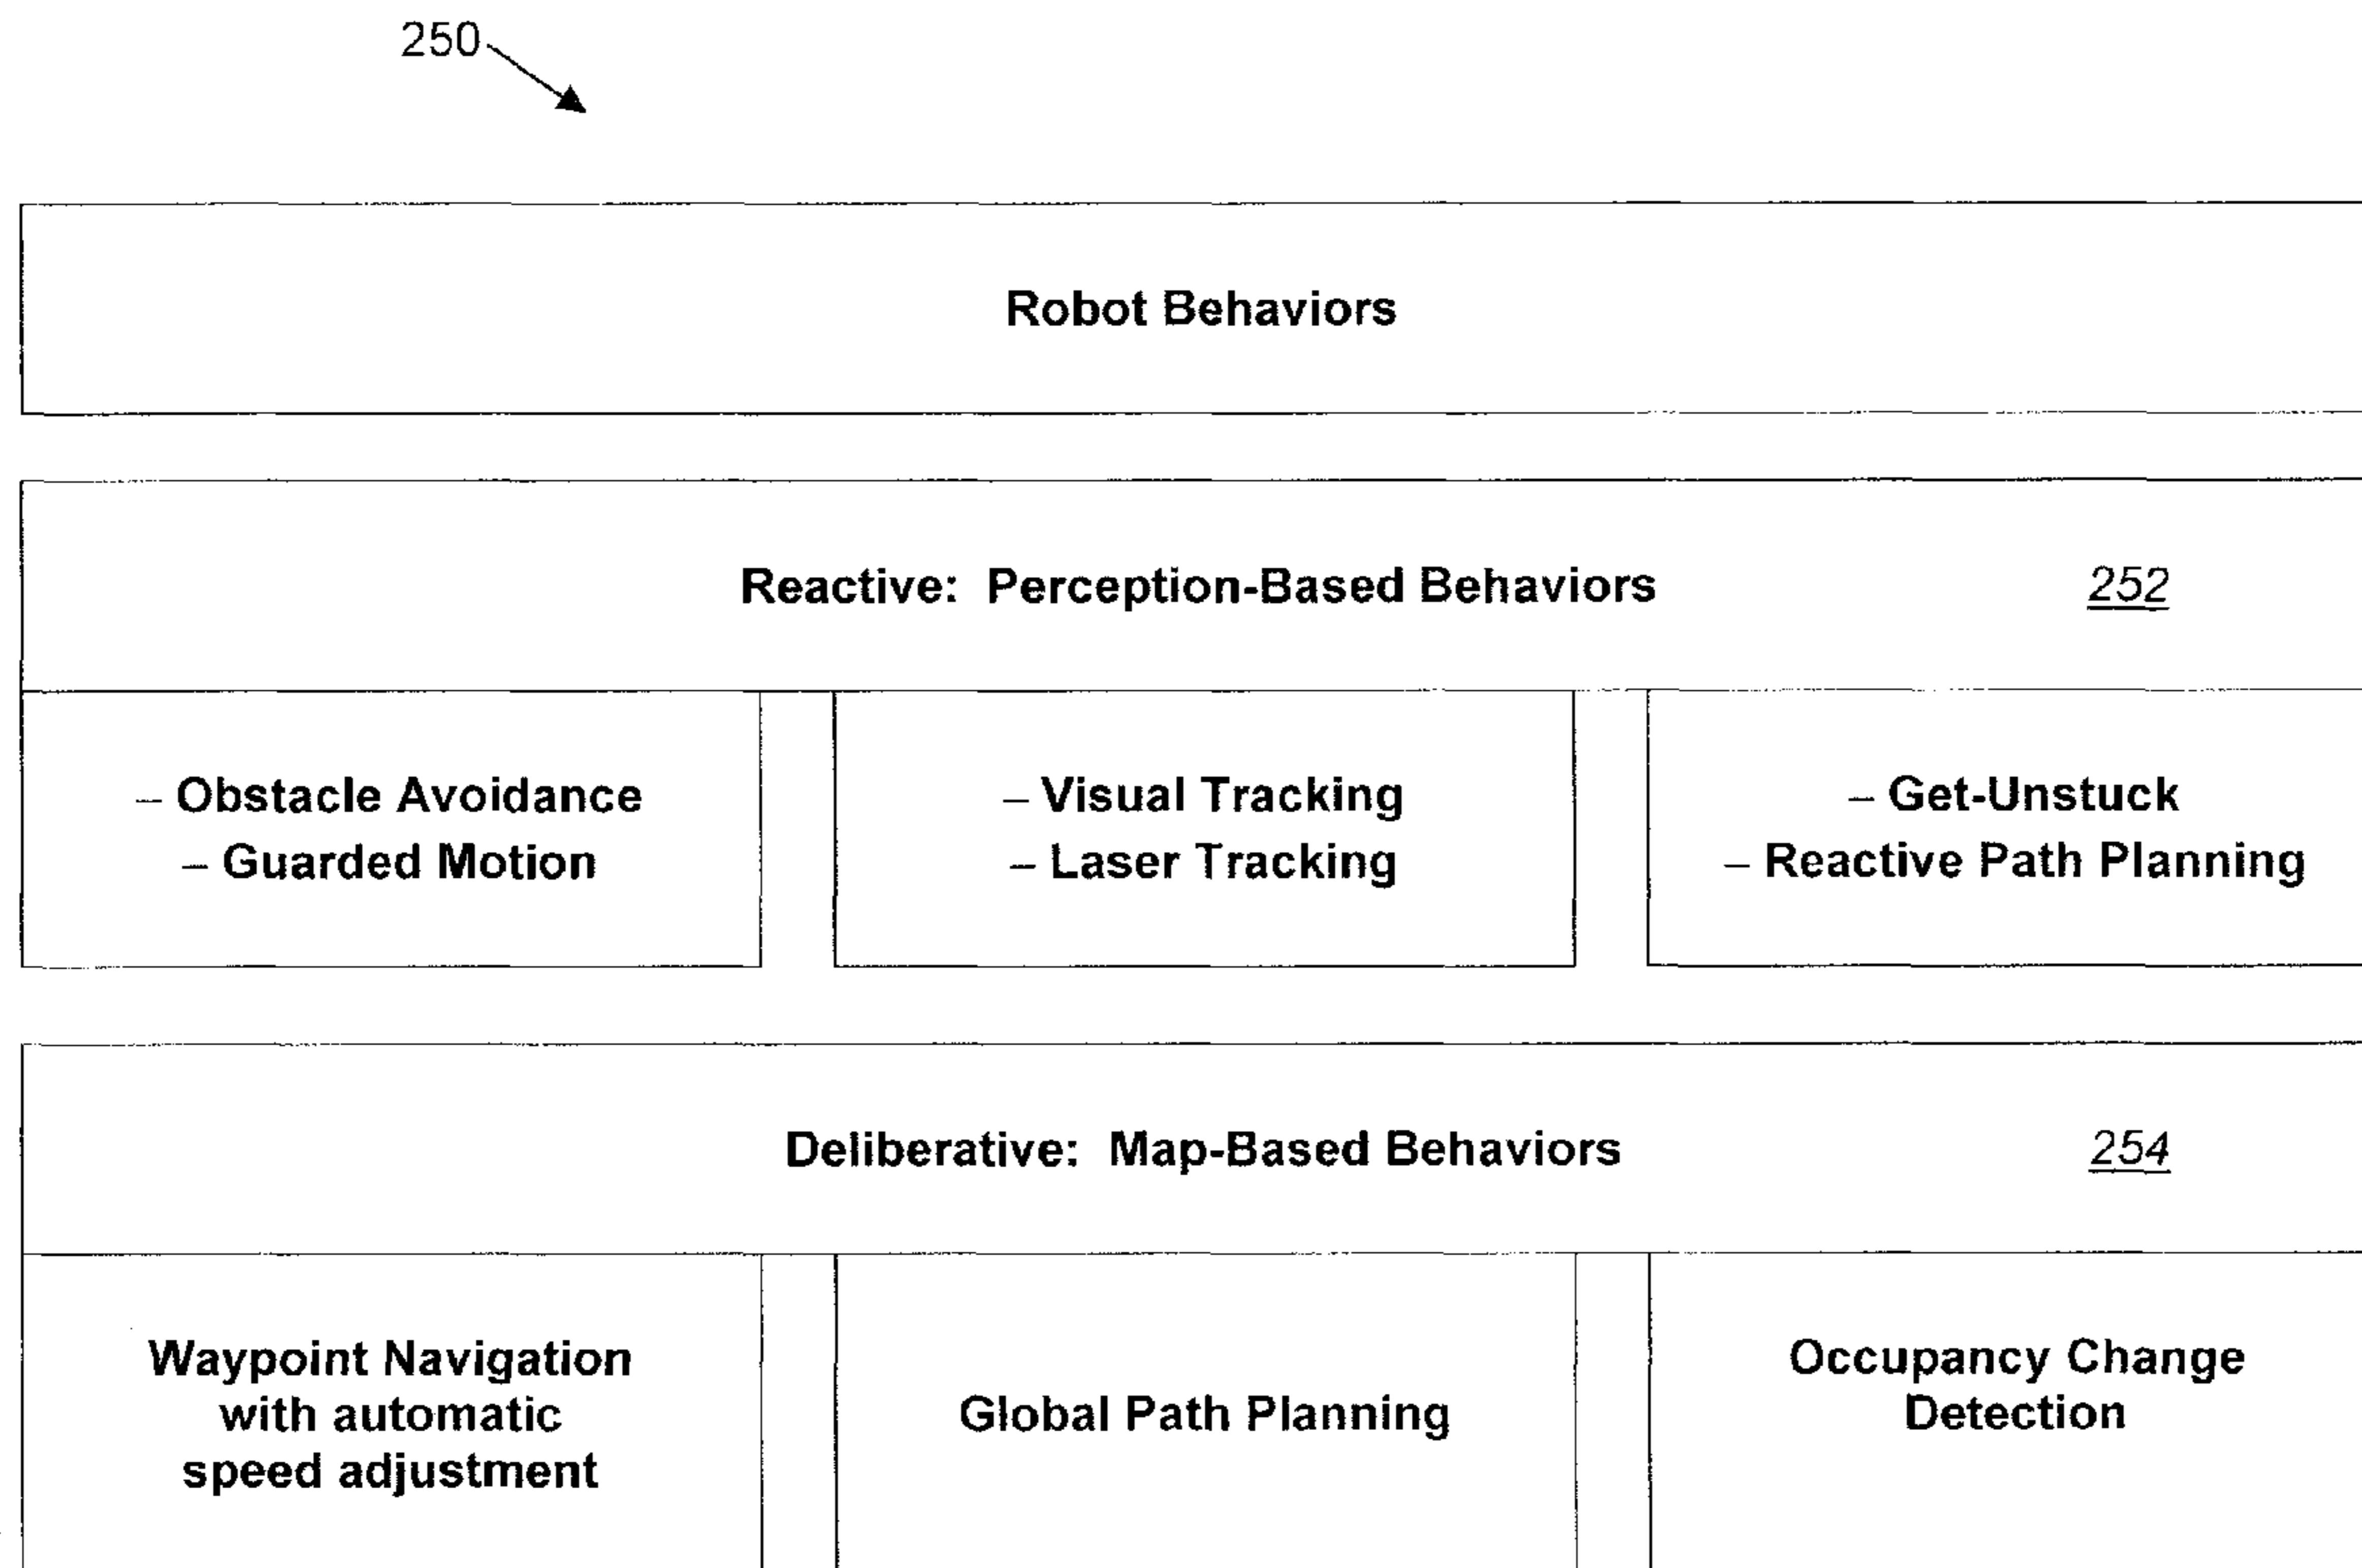 250
Robot Behaviors
Reactive: Perception-Based Behaviors 252
– Obstacle Avoidance
– Guarded Motion
– Visual Tracking
– Laser Tracking
– Get-Unstuck
– Reactive Path Planning
Deliberative: Map-Based Behaviors 254
Waypoint Navigation
with automatic
speed adjustment
Global Path Planning
Occupancy Change
Detection